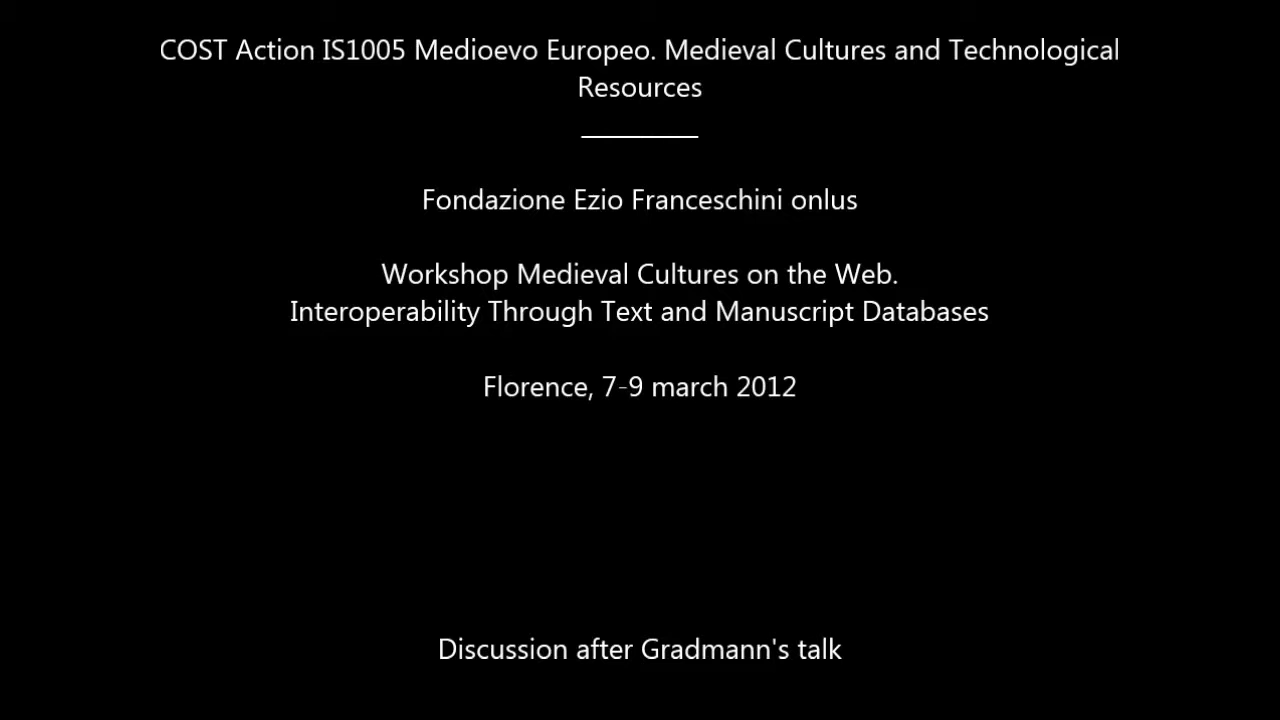 COST Action IS1005 Medioevo Europeo. Medieval Cultures and Technological
Resources
Fondazione Ezio Franceschini onlus
Workshop Medieval Cultures on the Web.
Interoperability Through Text and Manuscript Databases
Florence, 7-9 march 2012
Discussion after Gradmann's talk